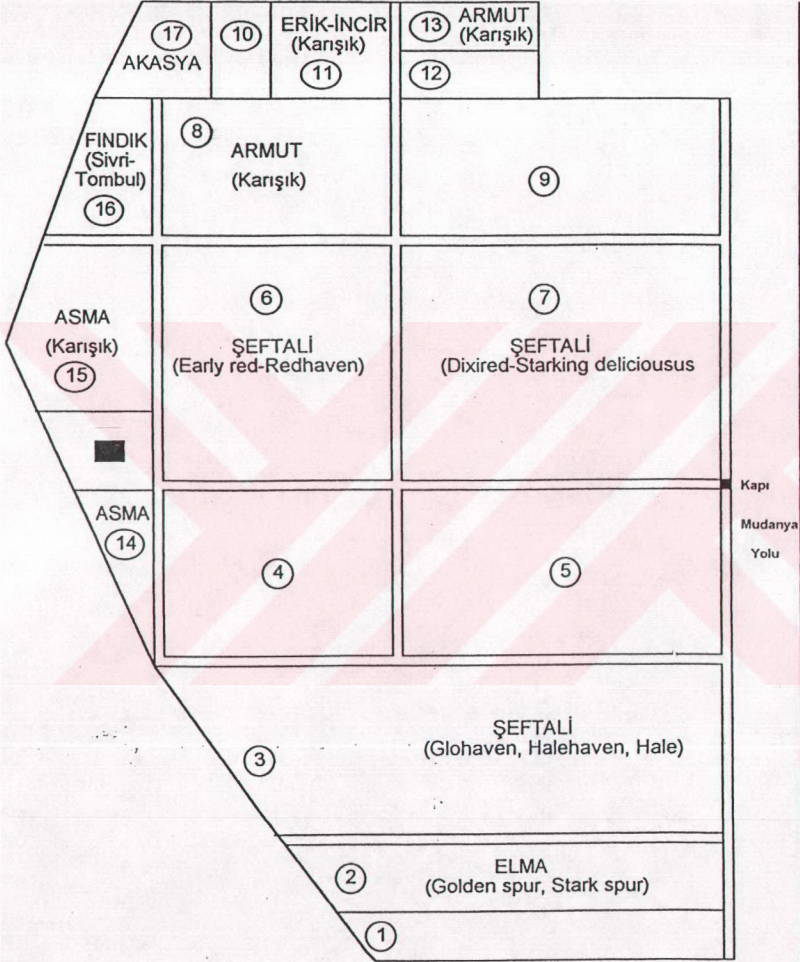 17
AKASYA
10
ERİK-İNCİR
(Karışık)
11
13
ARMUT
(Karışık)
12
FINDIK
(Sivri-
Tombul)
16
8
ARMUT
(Karışık)
9
ASMA
(Karışık)
15
6
ŞEFTALİ
(Early red-Redhaven)
7
ŞEFTALİ
(Dixired-Starking deliciousus
Kapı
Mudanya
Yolu
ASMA
14
4
5
3
ŞEFTALİ
(Glohaven, Halehaven, Hale)
2
ELMA
(Golden spur, Stark spur)
1